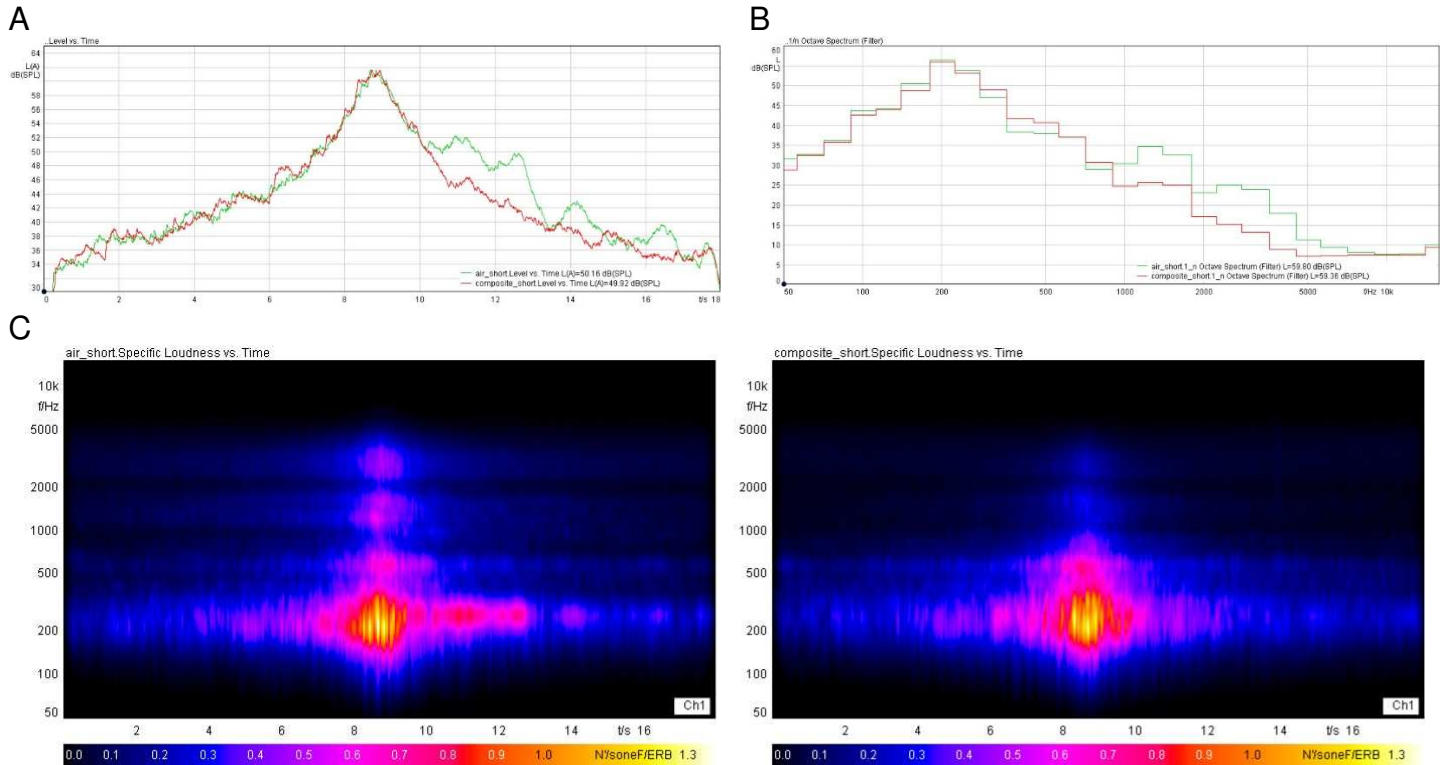 A
..Level vs. Time
64
L(A)
dB(SPL)
58
56
54
52
50
48
46
44
42
40
38
36
34
30
0 2 4 6 8 10 12 14 16 t/s 18
air_short.Level vs. Time L(A)=50.16 dB(SPL)
composite_short.Level vs. Time L(A)=49.92 dB(SPL)
B
..1/n Octave Spectrum (Filter)
60
L
dB(SPL)
50
45
40
35
30
25
20
15
10
5
0
50 100 200 500 1000 2000 5000 f/Hz 10k
air_short.1_n Octave Spectrum (Filter) L=59.80 dB(SPL)
composite_short.1_n Octave Spectrum (Filter) L=59.36 dB(SPL)
C
air_short.Specific Loudness vs. Time
10k
f/Hz
5000
2000
1000
500
200
100
50
Ch1
2 4 6 8 10 12 14 t/s 16
0.0 0.1 0.2 0.3 0.4 0.5 0.6 0.7 0.8 0.9 1.0 N'/soneF/ERB 1.3
composite_short.Specific Loudness vs. Time
10k
f/Hz
5000
2000
1000
500
200
100
50
Ch1
2 4 6 8 10 12 14 t/s 16
0.0 0.1 0.2 0.3 0.4 0.5 0.6 0.7 0.8 0.9 1.0 N'/soneF/ERB 1.3